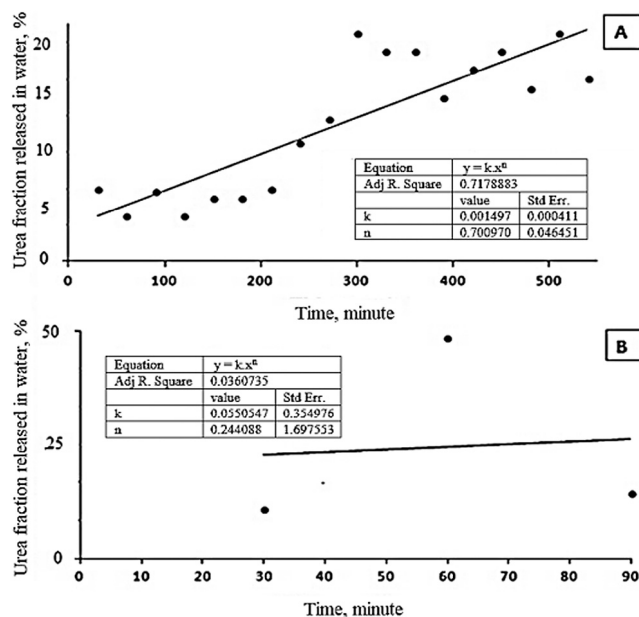 A
Urea fraction released in water, %
20
15
10
5
0
Equation y = k.xⁿ
Adj R. Square 0.7178883
value Std Err.
k 0.001497 0.000411
n 0.700970 0.046451
0 100 200 300 400 500
Time, minute
B
Urea fraction released in water, %
50
25
0
Equation y = k.xⁿ
Adj R. Square 0.0360735
value Std Err.
k 0.0550547 0.354976
n 0.244088 1.697553
0 10 20 30 40 50 60 70 80 90
Time, minute